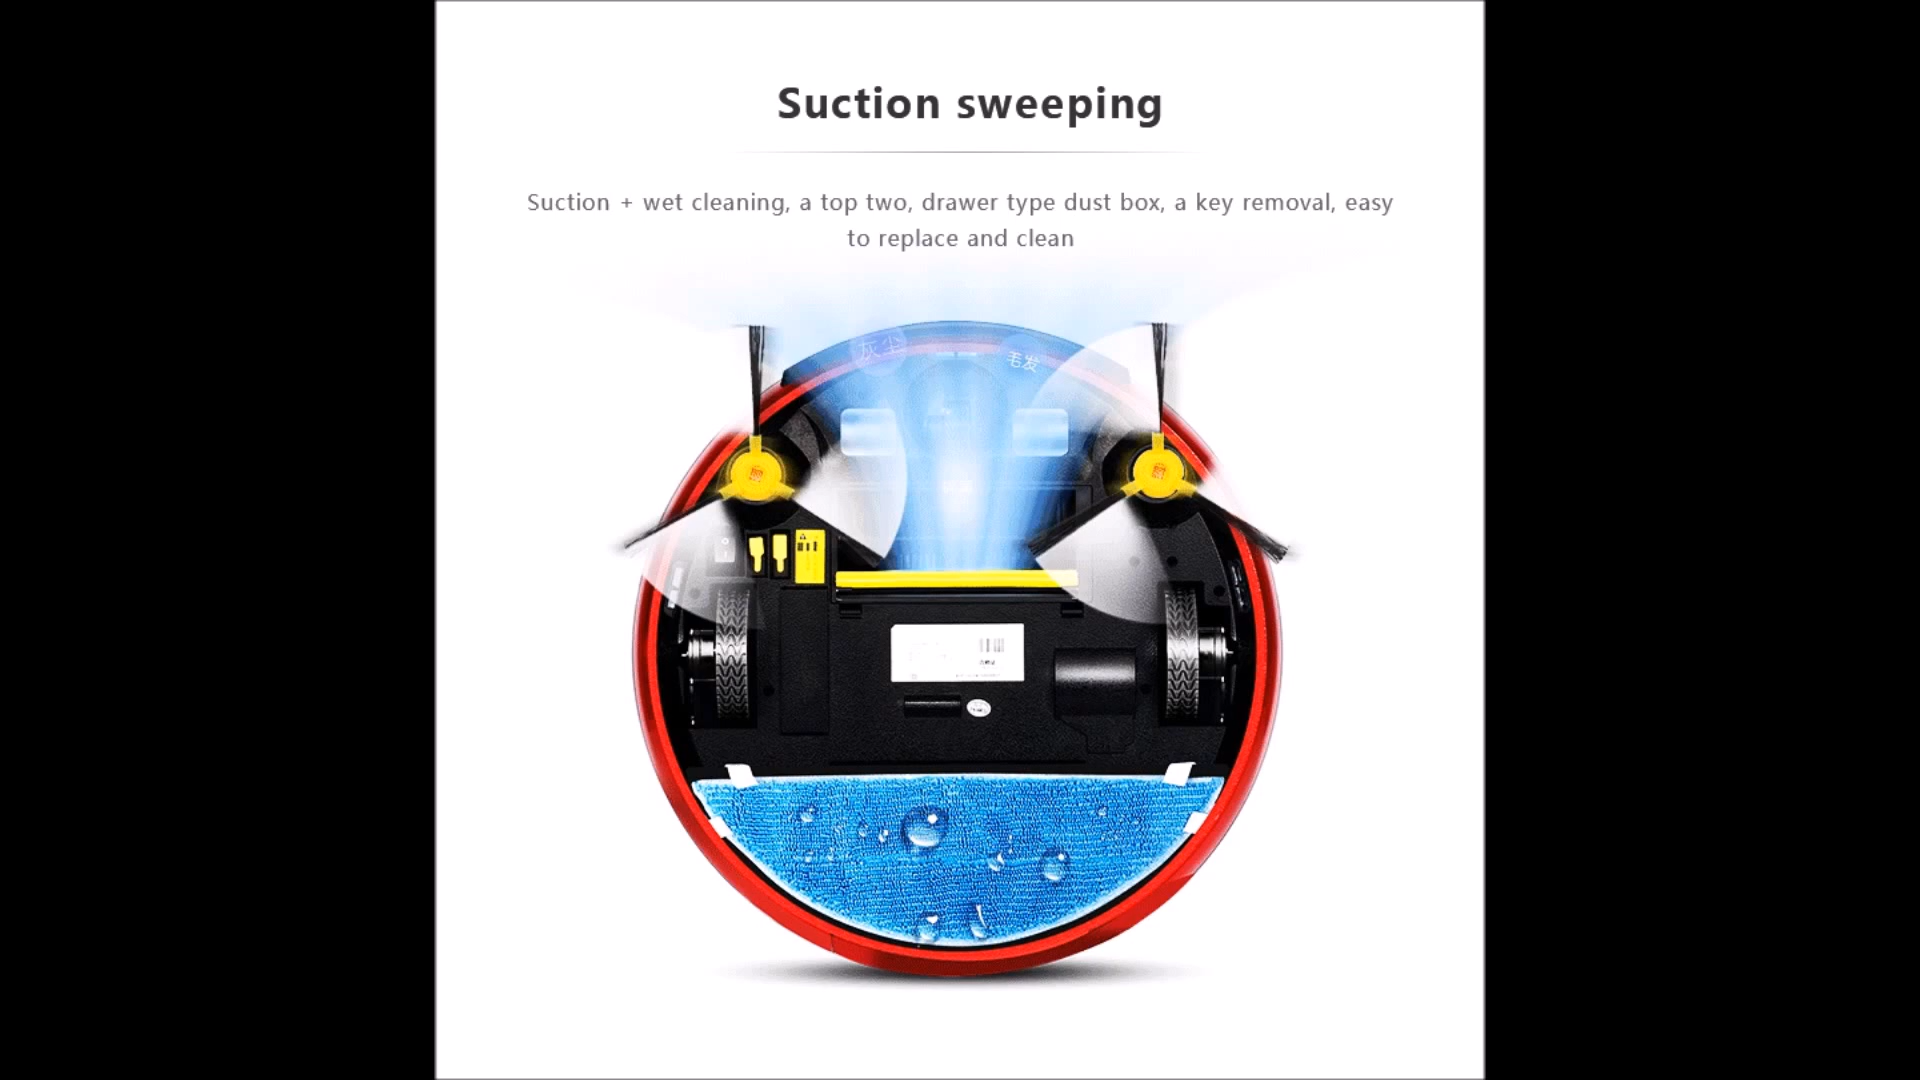 Suction sweeping
Suction + wet cleaning, a top two, drawer type dust box, a key removal, easy
to replace and clean
灰尘
毛发